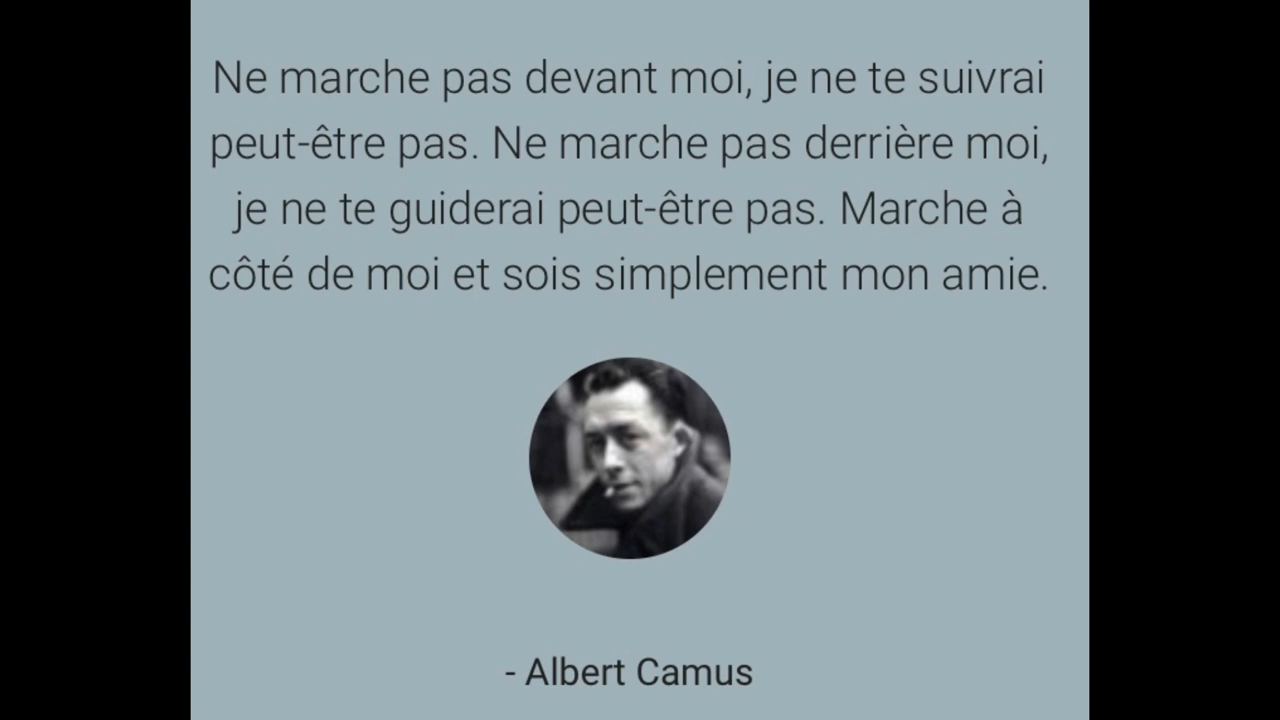 Ne marche pas devant moi, je ne te suivrai
peut-être pas. Ne marche pas derrière moi,
je ne te guiderai peut-être pas. Marche à
côté de moi et sois simplement mon amie.
- Albert Camus